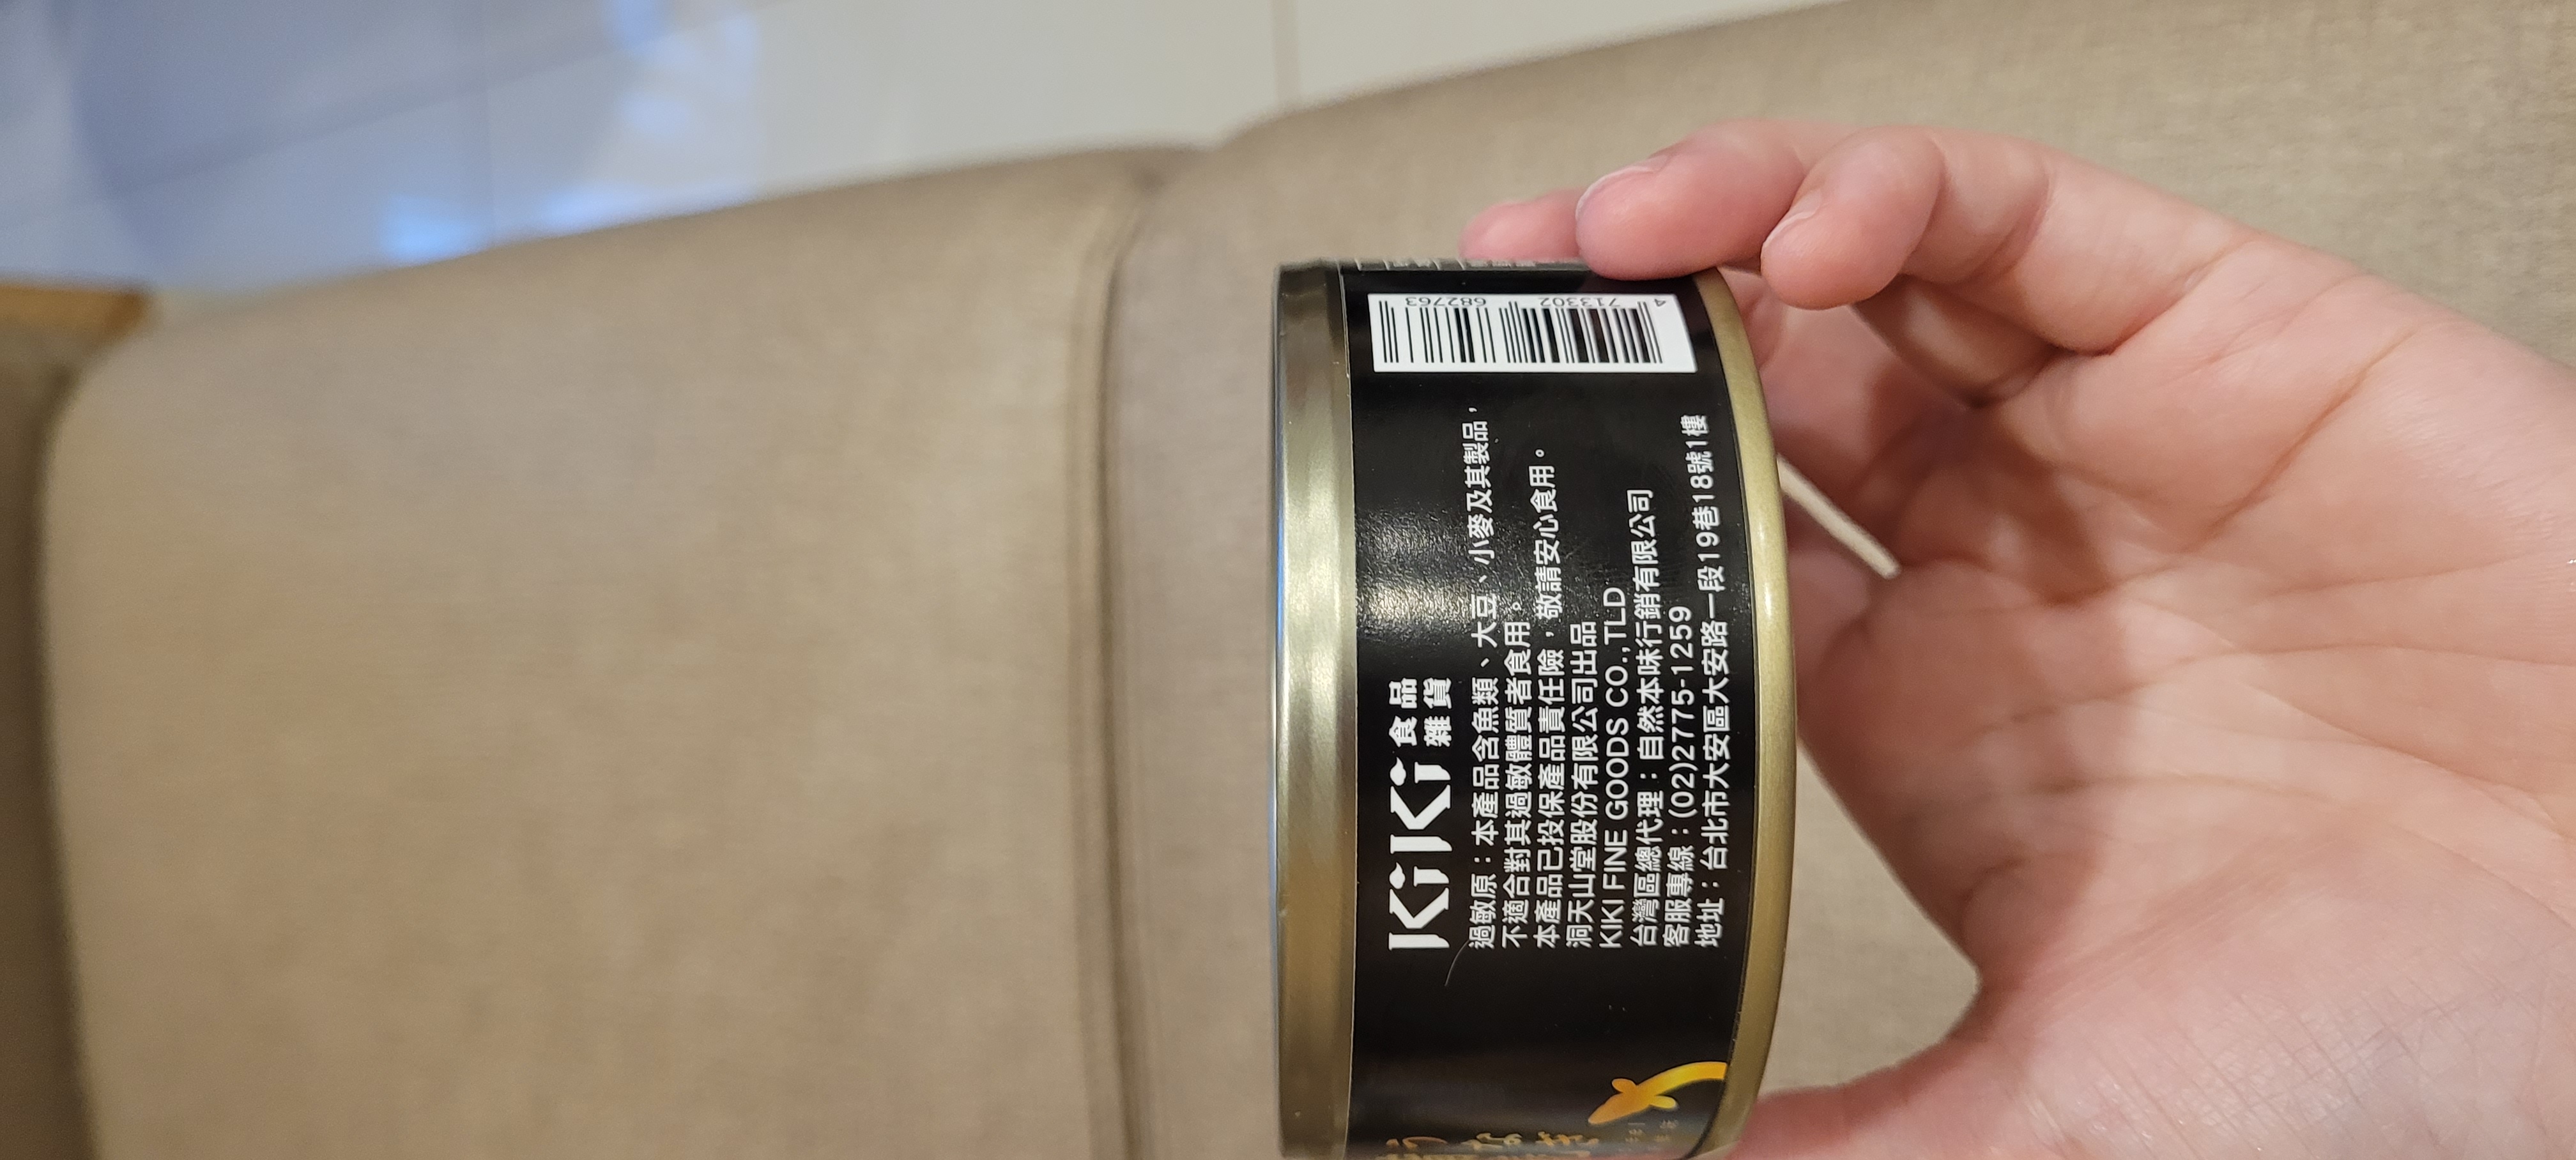 KiKi 食品雜貨
過敏原：本產品含魚類、大豆、小麥及其製品，
不適合對其過敏體質者食用。
本產品已投保產品責任險，敬請安心食用。
洞天山堂股份有限公司出品
KIKI FINE GOODS CO.,TLD
台灣區總代理：自然本味行銷有限公司
客服專線：(02)2775-1259
地址：台北市大安區大安路一段19巷18號1樓
4 713302 682763